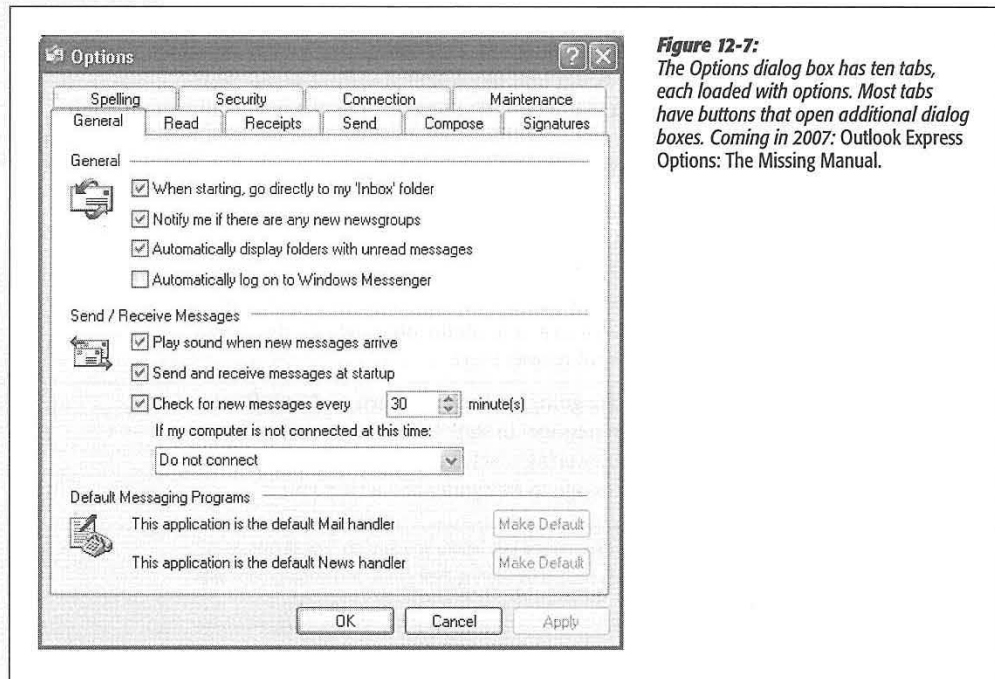 Options
Spelling Security Connection Maintenance
General Read Receipts Send Compose Signatures
General
When starting, go directly to my 'Inbox' folder
Notify me if there are any new newsgroups
Automatically display folders with unread messages
Automatically log on to Windows Messenger
Send / Receive Messages
Play sound when new messages arrive
Send and receive messages at startup
Check for new messages every 30 minute(s)
If my computer is not connected at this time:
Do not connect
Default Messaging Programs
This application is the default Mail handler Make Default
This application is the default News handler Make Default
OK Cancel Apply
Figure 12-7:
The Options dialog box has ten tabs,
each loaded with options. Most tabs
have buttons that open additional dialog
boxes. Coming in 2007: Outlook Express
Options: The Missing Manual.